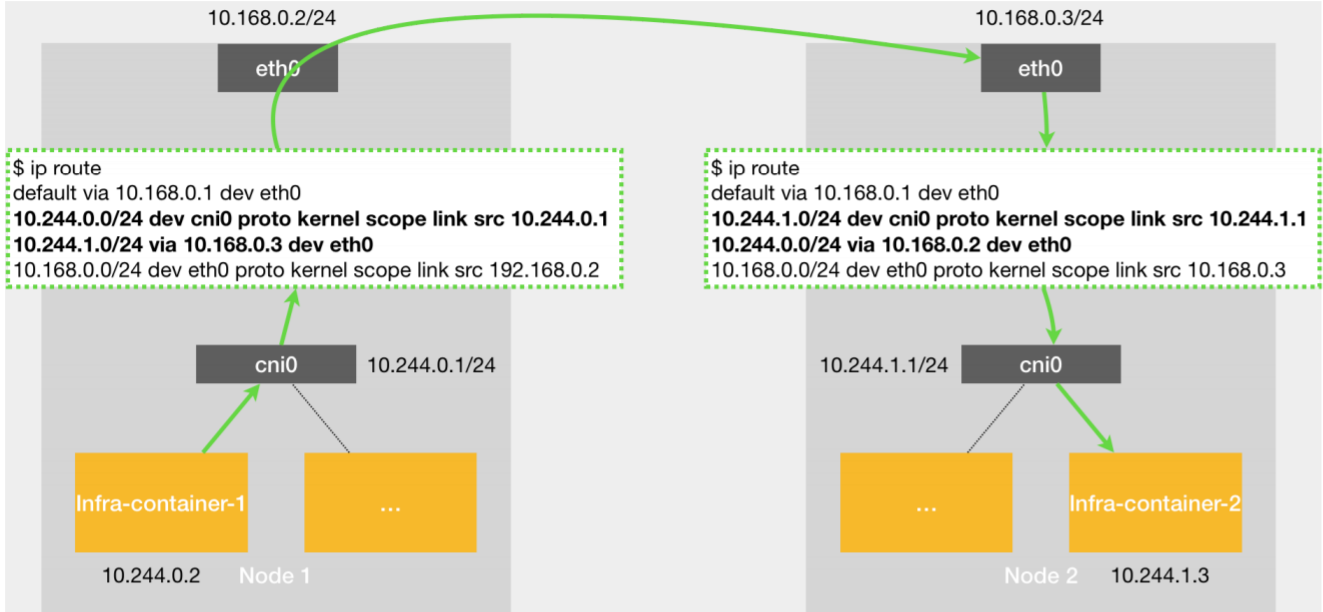 10.168.0.2/24
eth0
$ ip route
default via 10.168.0.1 dev eth0
10.244.0.0/24 dev cni0 proto kernel scope link src 10.244.0.1
10.244.1.0/24 via 10.168.0.3 dev eth0
10.168.0.0/24 dev eth0 proto kernel scope link src 192.168.0.2
cni0
10.244.0.1/24
Infra-container-1
...
10.244.0.2
Node 1
10.168.0.3/24
eth0
$ ip route
default via 10.168.0.1 dev eth0
10.244.1.0/24 dev cni0 proto kernel scope link src 10.244.1.1
10.244.0.0/24 via 10.168.0.2 dev eth0
10.168.0.0/24 dev eth0 proto kernel scope link src 10.168.0.3
10.244.1.1/24
cni0
...
Infra-container-2
Node 2
10.244.1.3